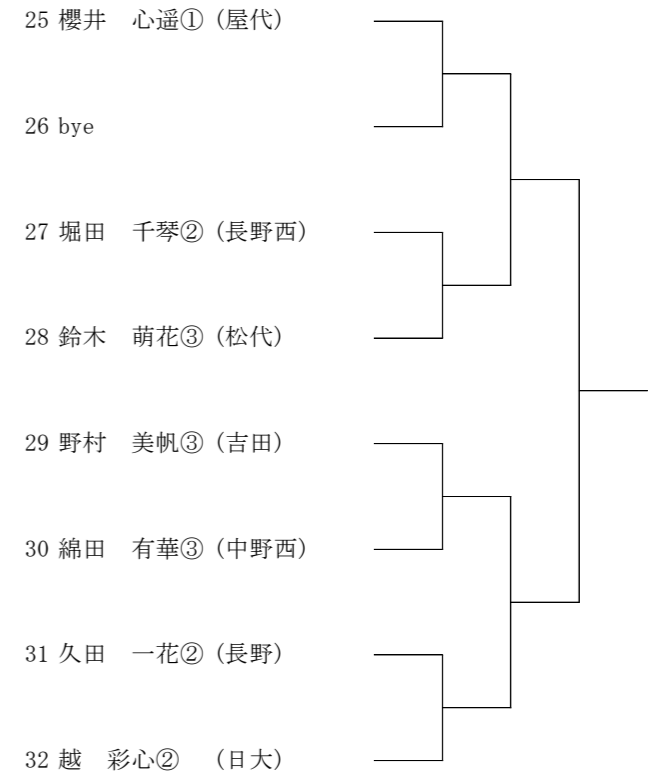 25 櫻井　心遥①（屋代）
26 bye
27 堀田　千琴②（長野西）
28 鈴木　萌花③（松代）
29 野村　美帆③（吉田）
30 綿田　有華③（中野西）
31 久田　一花②（長野）
32 越　彩心②　（日大）